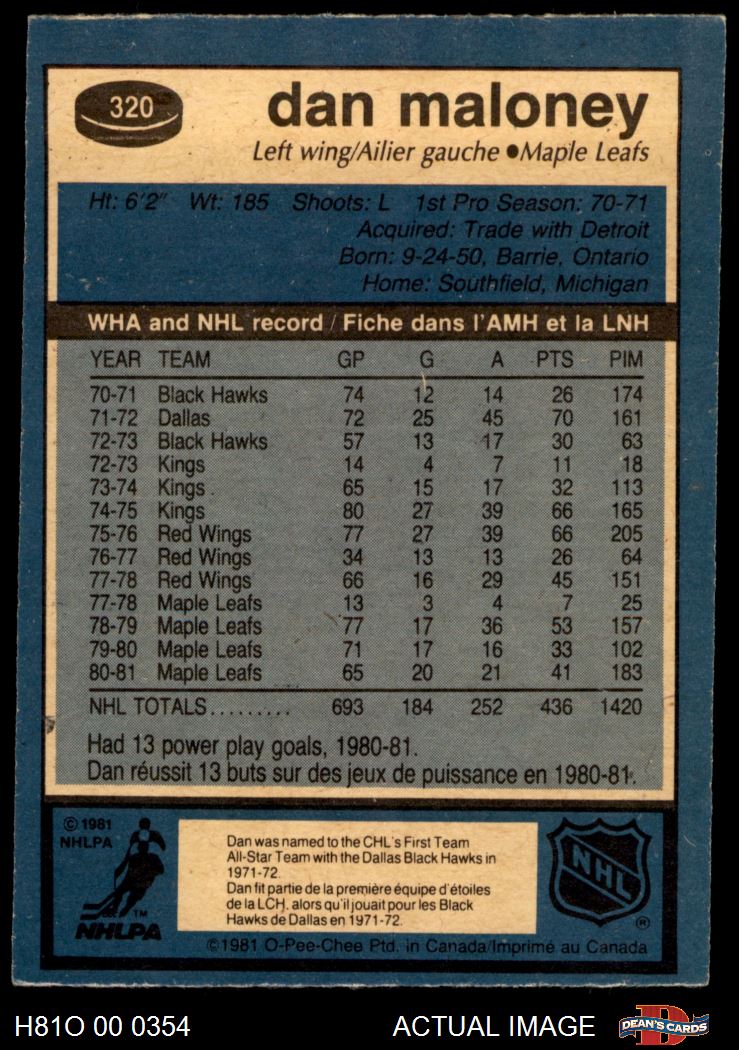 320
dan maloney
Left wing/Ailier gauche ●Maple Leafs
Ht: 6'2" Wt: 185 Shoots: L 1st Pro Season: 70-71
Acquired: Trade with Detroit
Born: 9-24-50, Barrie, Ontario
Home: Southfield, Michigan
WHA and NHL record / Fiche dans l'AMH et la LNH
YEAR TEAM GP G A PTS PIM
70-71 Black Hawks 74 12 14 26 174
71-72 Dallas 72 25 45 70 161
72-73 Black Hawks 57 13 17 30 63
72-73 Kings 14 4 7 11 18
73-74 Kings 65 15 17 32 113
74-75 Kings 80 27 39 66 165
75-76 Red Wings 77 27 39 66 205
76-77 Red Wings 34 13 13 26 64
77-78 Red Wings 66 16 29 45 151
77-78 Maple Leafs 13 3 4 7 25
78-79 Maple Leafs 77 17 36 53 157
79-80 Maple Leafs 71 17 16 33 102
80-81 Maple Leafs 65 20 21 41 183
NHL TOTALS......... 693 184 252 436 1420
Had 13 power play goals, 1980-81.
Dan réussit 13 buts sur des jeux de puissance en 1980-81.
© 1981
NHLPA
TM
NHLPA
Dan was named to the CHL's First Team
All-Star Team with the Dallas Black Hawks in
1971-72.
Dan fit partie de la première équipe d'étoiles
de la LCH, alors qu'il jouait pour les Black
Hawks de Dallas en 1971-72.
NHL
®
©1981 O-Pee-Chee Ptd. in Canada/Imprimé au Canada
H81O 00 0354 ACTUAL IMAGE
D
DEAN'S CARDS